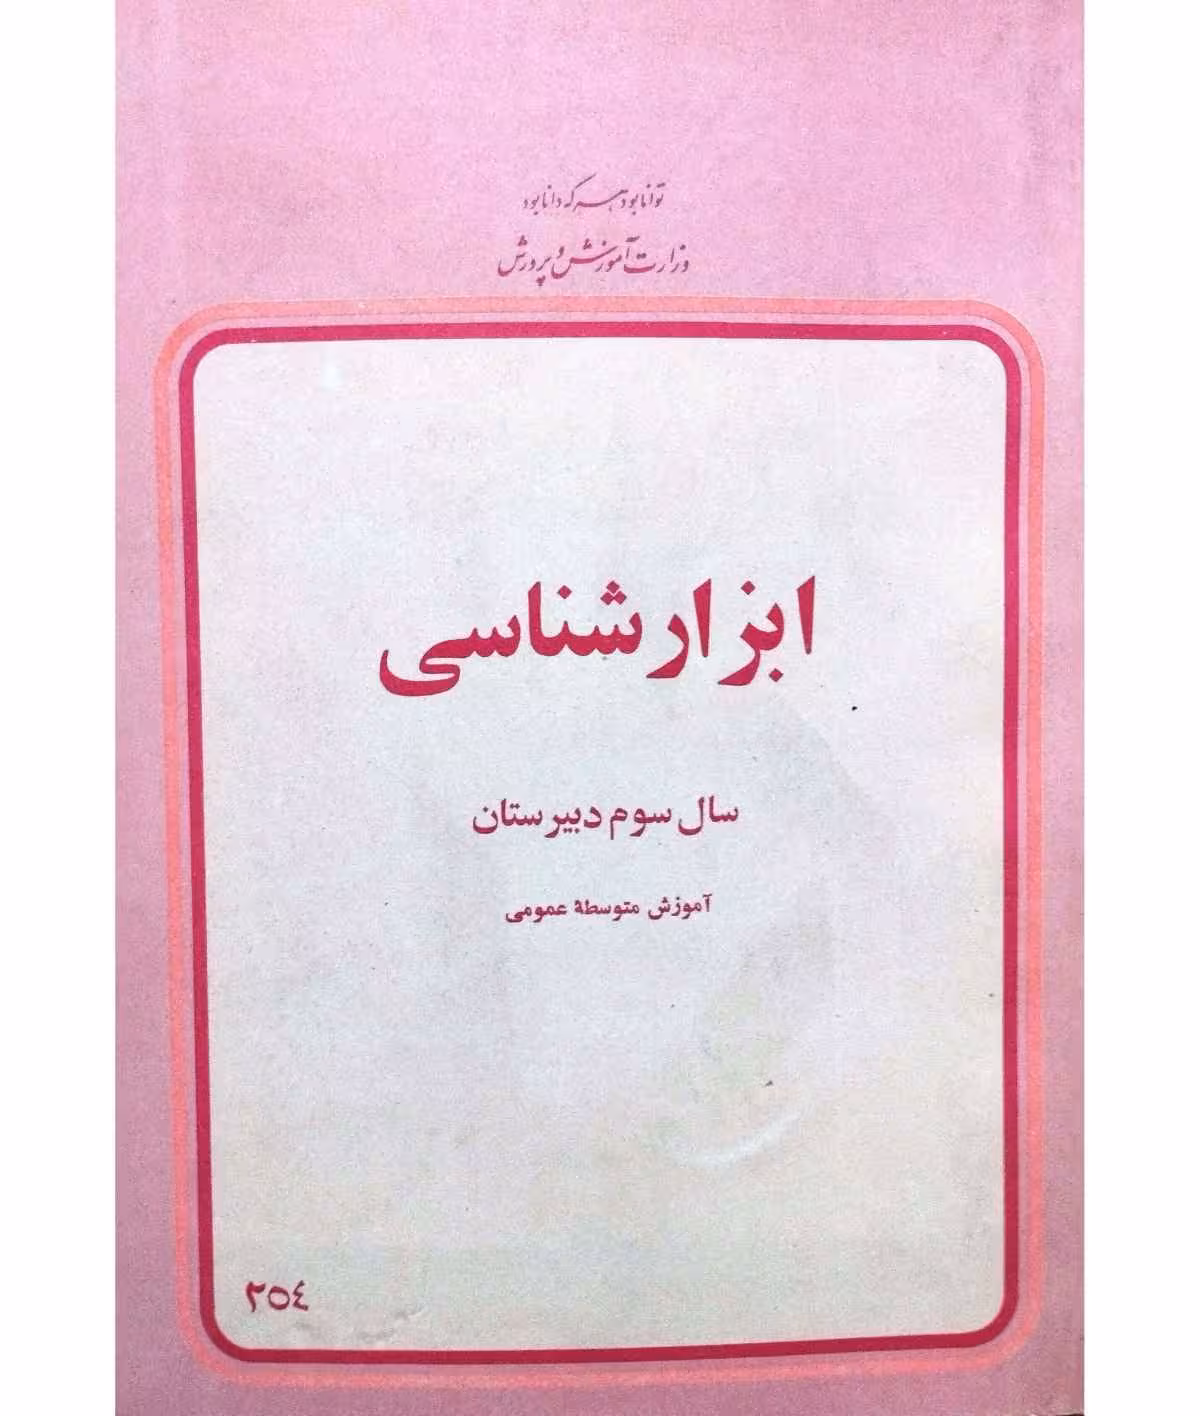 توانا بود هر که دانا بود
وزارت آموزش و پرورش
ابزارشناسی
سال سوم دبیرستان
آموزش متوسطهٔ عمومی
۲۵٤